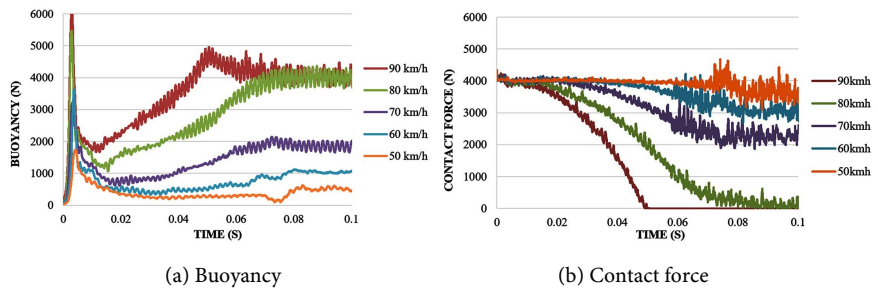 6000
5000
4000
3000
2000
1000
0
BUOYANCY (N)
0 0.02 0.04 0.06 0.08 0.1
TIME (S)
90 km/h
80 km/h
70 km/h
60 km/h
50 km/h
(a) Buoyancy
6000
5000
4000
3000
2000
1000
0
CONTACT FORCE (N)
0 0.02 0.04 0.06 0.08 0.1
TIME (S)
90kmh
80kmh
70kmh
60kmh
50kmh
(b) Contact force